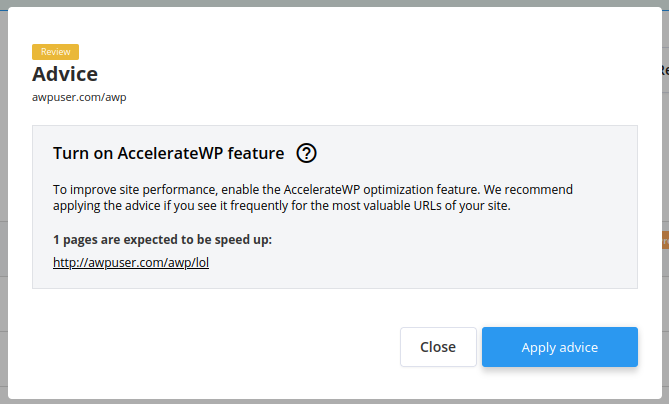 Review
Advice
awpuser.com/awp
Turn on AccelerateWP feature ?
To improve site performance, enable the AccelerateWP optimization feature. We recommend
applying the advice if you see it frequently for the most valuable URLs of your site.
1 pages are expected to be speed up:
http://awpuser.com/awp/lol
Close
Apply advice